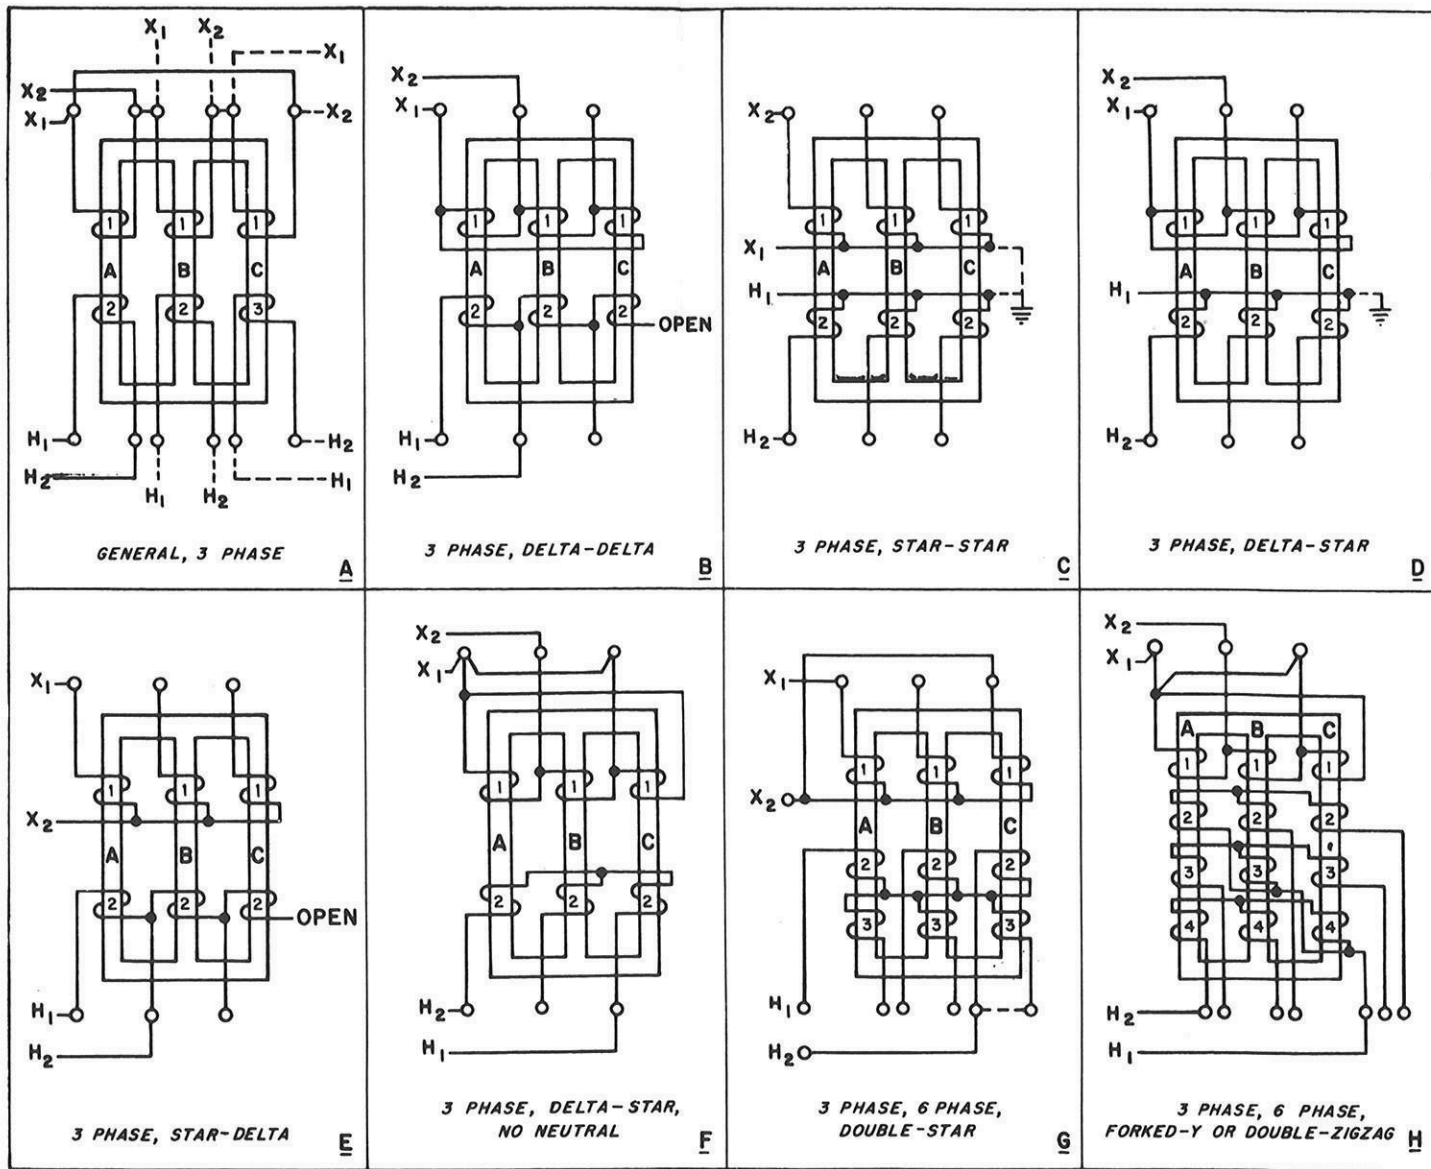 X1 X2
X1
X2
X1
X2
1 1 1
A B C
2 2 3
H1
H2
H2
H1 H2
H1
GENERAL, 3 PHASE
A
X2
X1
1 1 1
A B C
2 2 2
OPEN
H1
H2
3 PHASE, DELTA-DELTA
B
X2
1 1 1
X1
A B C
H1
2 2 2
H2
3 PHASE, STAR-STAR
C
X2
X1
1 1 1
A B C
H1
2 2 2
H2
3 PHASE, DELTA-STAR
D
X1
1 1 1
X2
A B C
2 2 2
OPEN
H1
H2
3 PHASE, STAR-DELTA
E
X2
X1
1 1 1
A B C
2 2 2
H2
H1
3 PHASE, DELTA-STAR,
NO NEUTRAL
F
X1
1 1 1
X2
A B C
2 2 2
3 3 3
H1
H2
3 PHASE, 6 PHASE,
DOUBLE-STAR
G
X2
X1
A B C
1 1 1
2 2 2
3 3 3
4 4 4
H2
H1
3 PHASE, 6 PHASE,
FORKED-Y OR DOUBLE-ZIGZAG
H